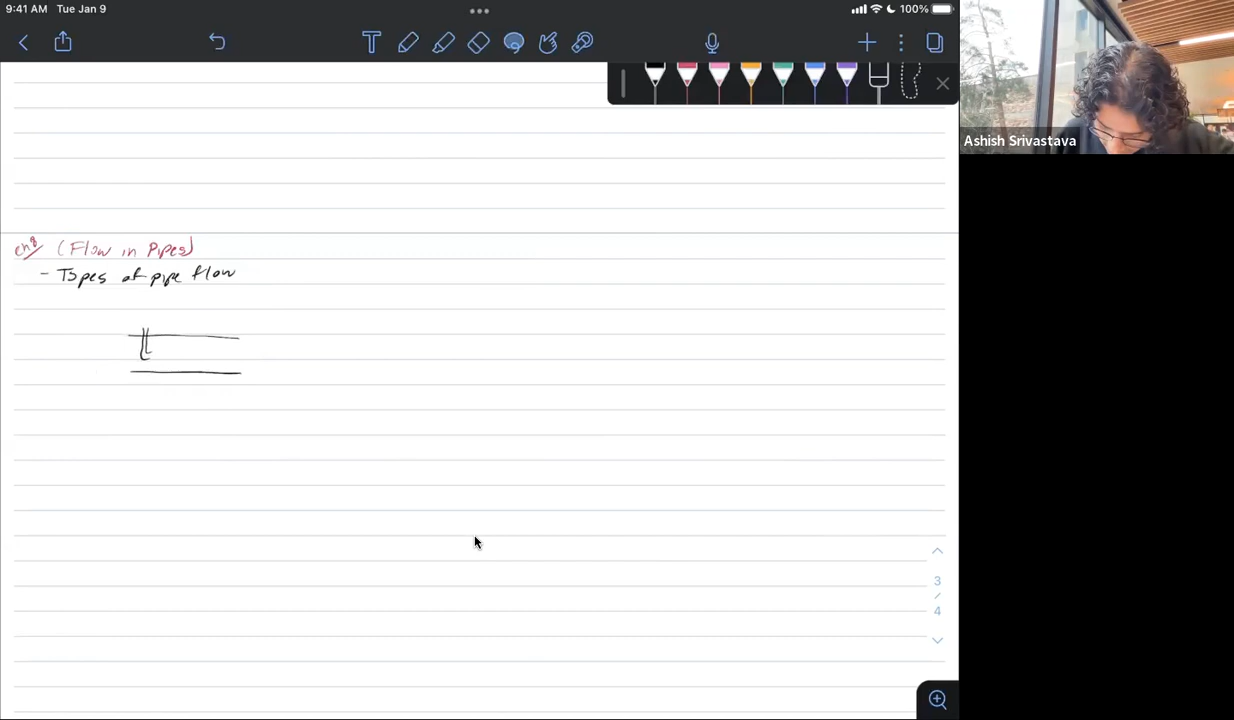 9:41 AM Tue Jan 9
100%
Ashish Srivastava
ch8 (Flow in Pipes)
- Types of pipe flow
3
/
4